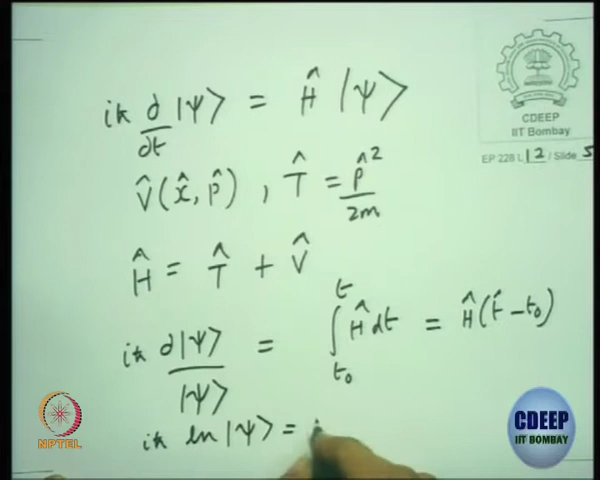 iħ ∂/∂t |ψ⟩ = Ĥ |ψ⟩
V̂(x̂, p̂) , T̂ = p̂²/2m
Ĥ = T̂ + V̂
iħ ∂|ψ⟩/|ψ⟩ = ∫_{t₀}^{t} Ĥ dt = Ĥ(t - t₀)
iħ ln |ψ⟩ =
CDEEP
IIT Bombay
EP 228 L 12 / Slide 5
NPTEL
CDEEP
IIT BOMBAY